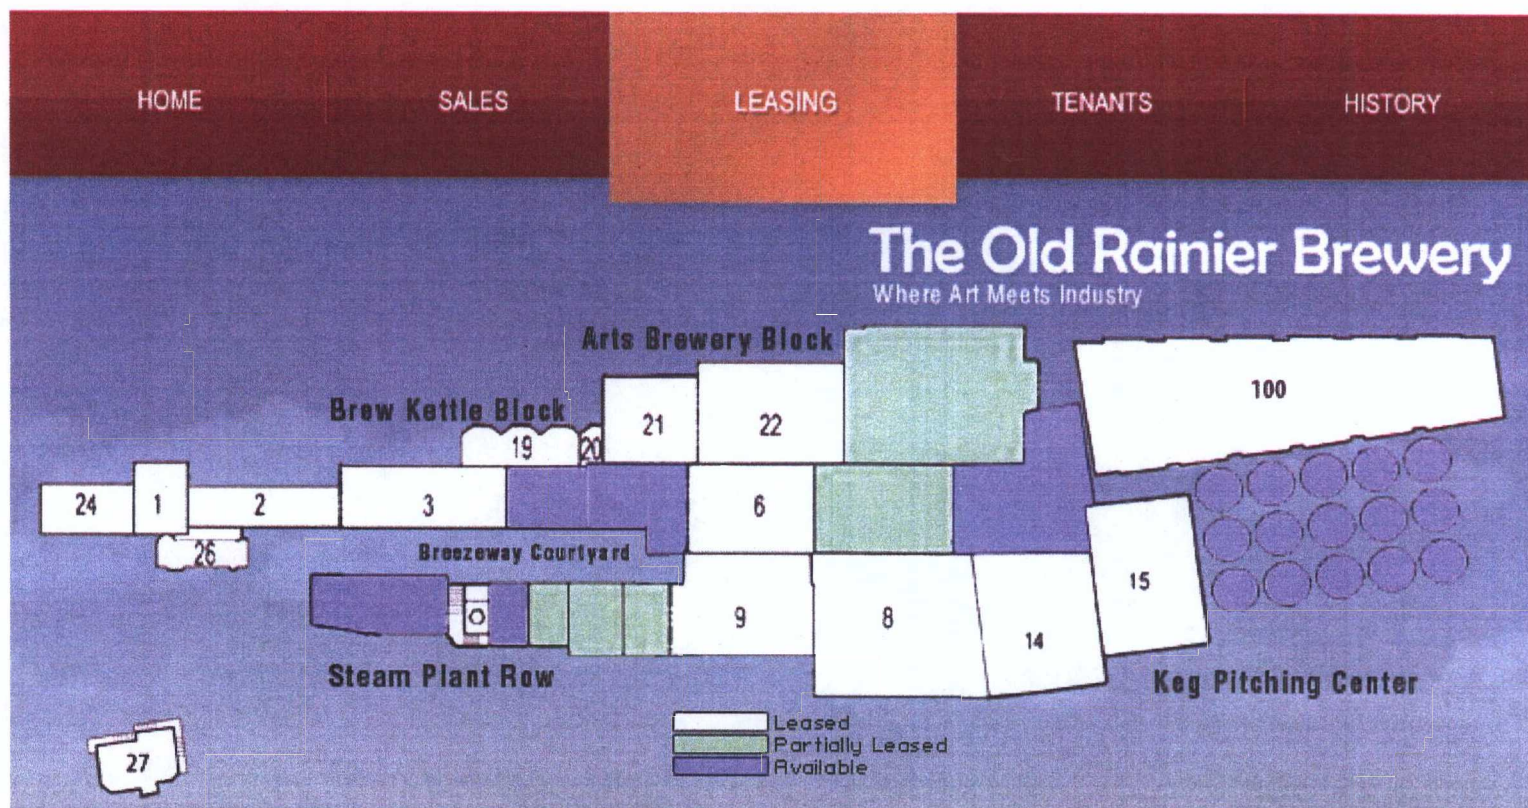 HOME SALES LEASING TENANTS HISTORY
The Old Rainier Brewery
Where Art Meets Industry
Arts Brewery Block
100
Brew Kettle Block
21 22
19 20
24 1 2 3 6
26
Breezeway Courtyard
15
9 8
14
Steam Plant Row
Keg Pitching Center
Leased
Partially Leased
Available
27